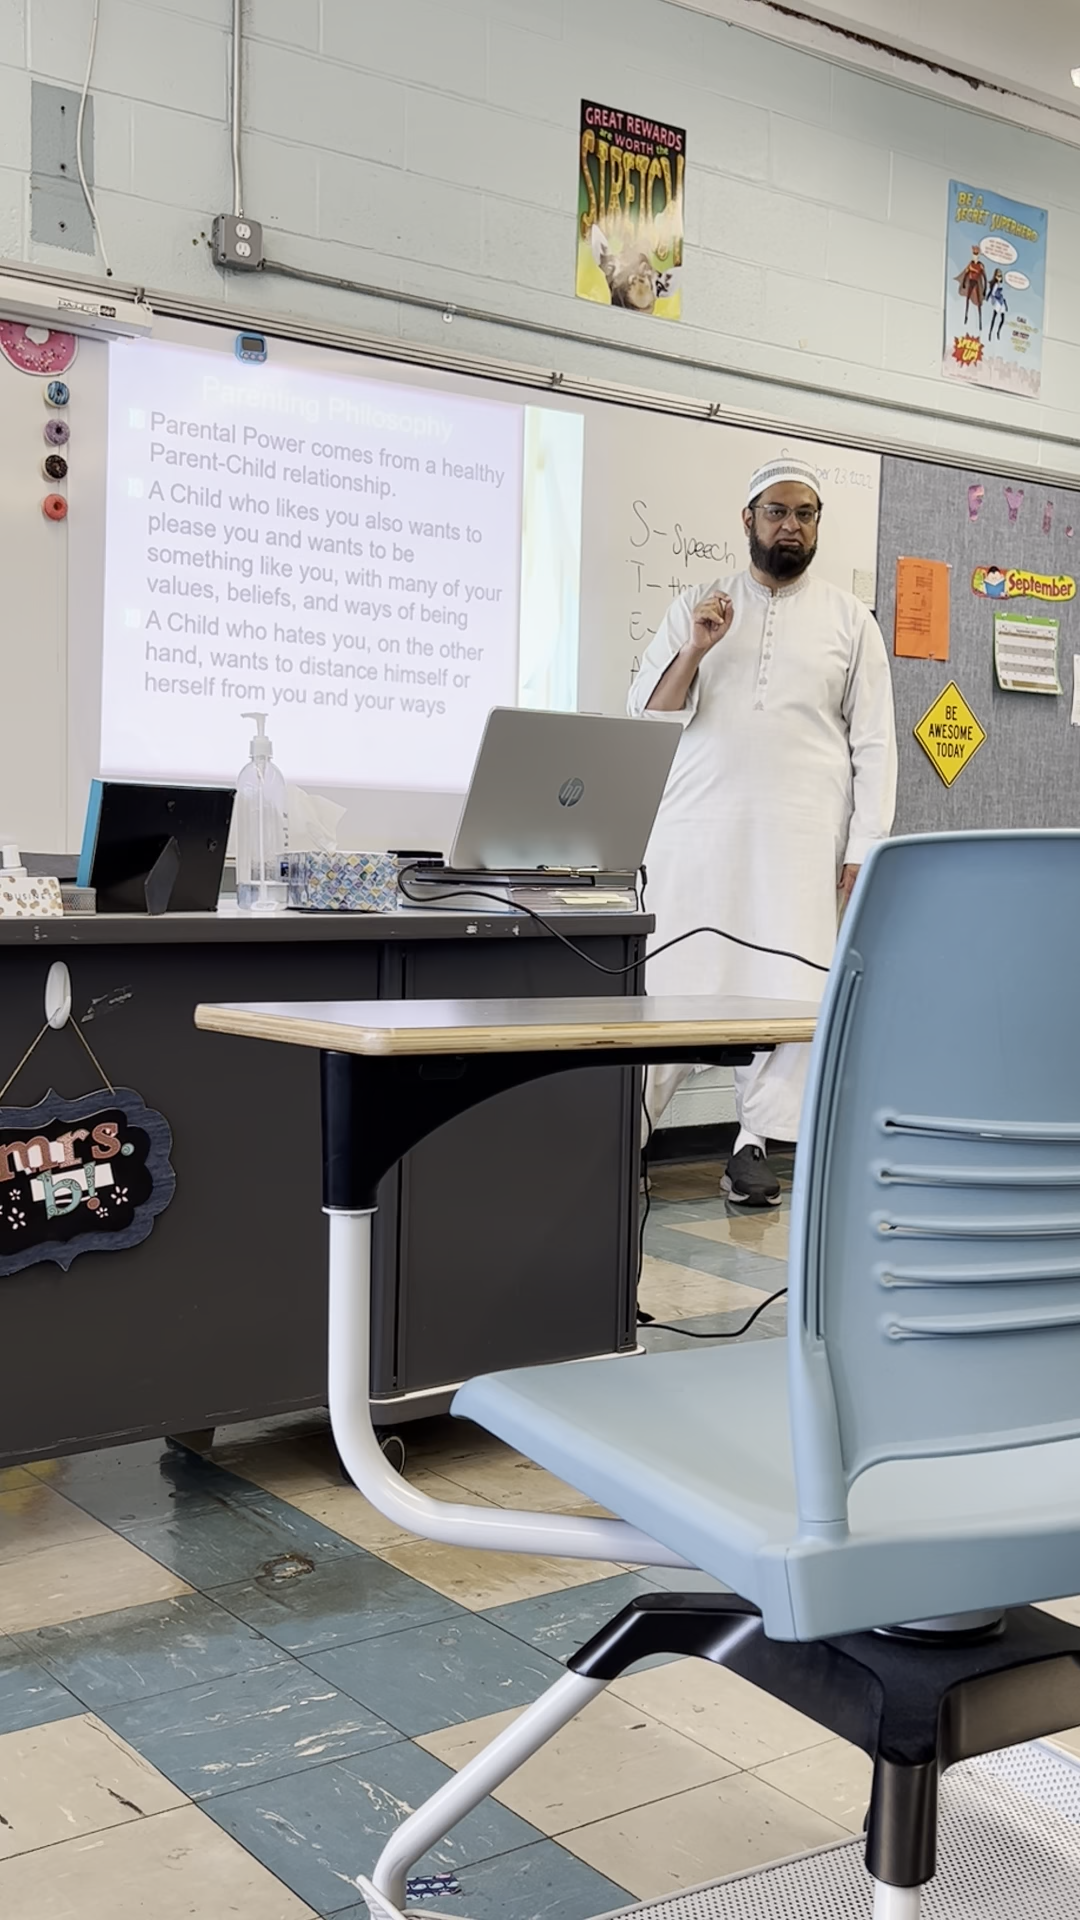 GREAT REWARDS
are WORTH the
STRETCH!
BE A
SECRET SUPERHERO
SPEAK
UP!
Parenting Philosophy
Parental Power comes from a healthy
Parent-Child relationship.
A Child who likes you also wants to
please you and wants to be
something like you, with many of your
values, beliefs, and ways of being
A Child who hates you, on the other
hand, wants to distance himself or
herself from you and your ways
S - Speech
T -
E -
September
BE
AWESOME
TODAY
hp
mrs.
b!